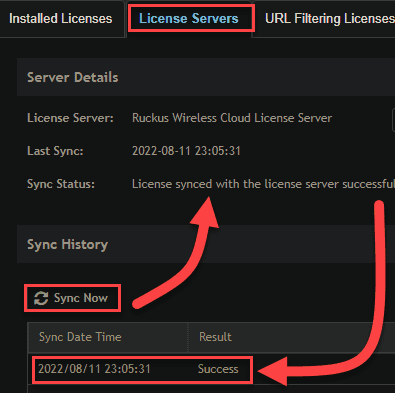 Installed Licenses License Servers URL Filtering Licenses
Server Details
License Server: Ruckus Wireless Cloud License Server
Last Sync: 2022-08-11 23:05:31
Sync Status: License synced with the license server successful
Sync History
Sync Now
Sync Date Time Result
2022/08/11 23:05:31 Success